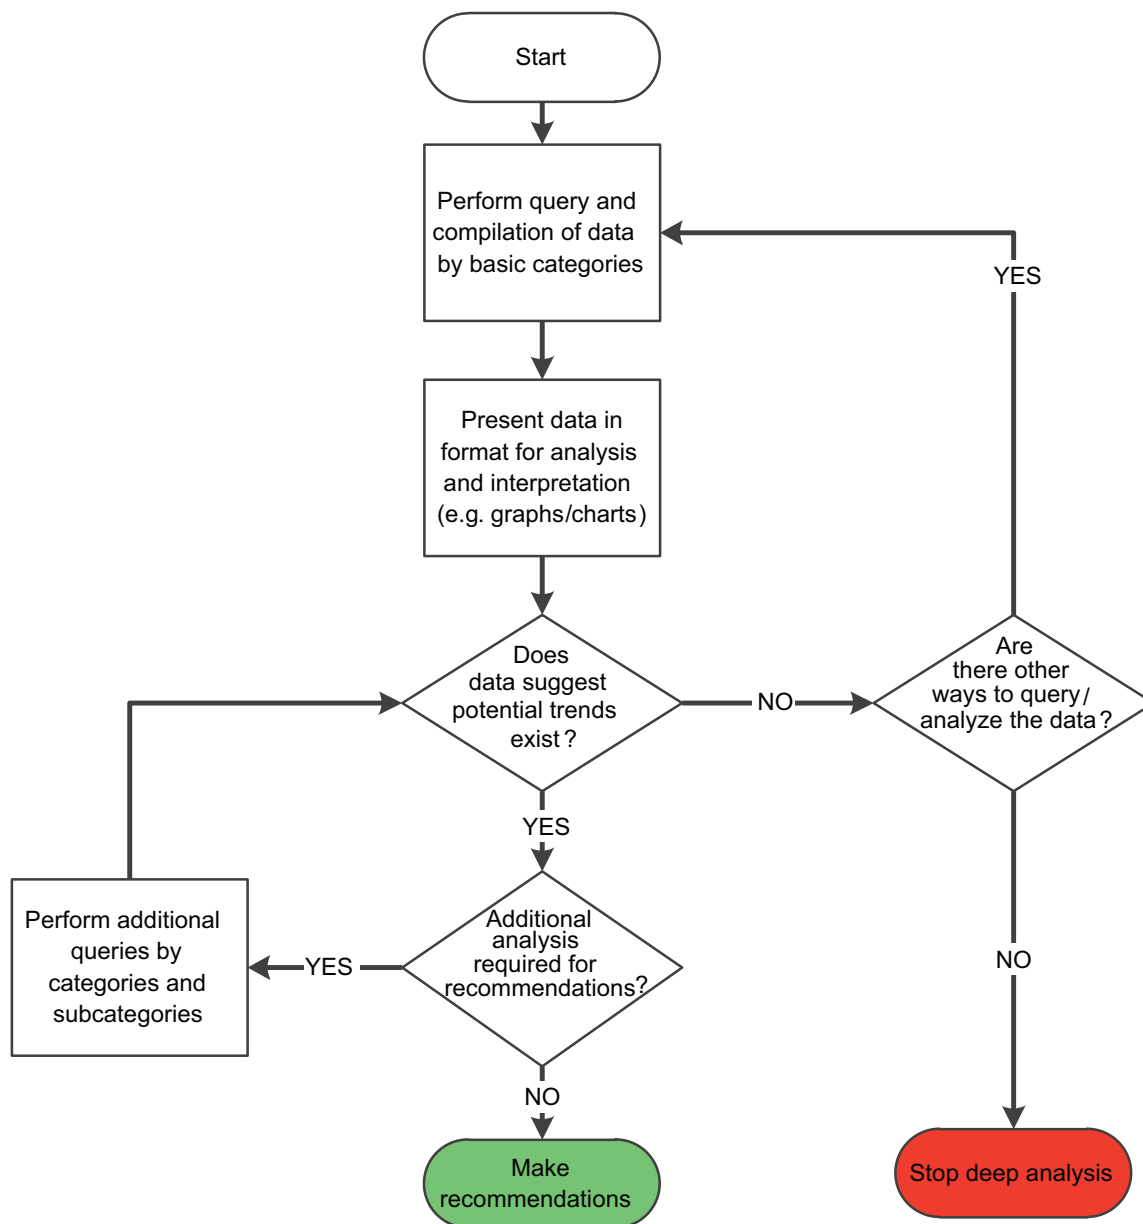 Start
Perform query and
compilation of data
by basic categories
YES
Present data in
format for analysis
and interpretation
(e.g. graphs/charts)
Does
data suggest
potential trends
exist?
NO
Are
there other
ways to query/
analyze the data?
YES
Perform additional
queries by
categories and
subcategories
YES
Additional
analysis
required for
recommendations?
NO
NO
Make
recommendations
Stop deep analysis